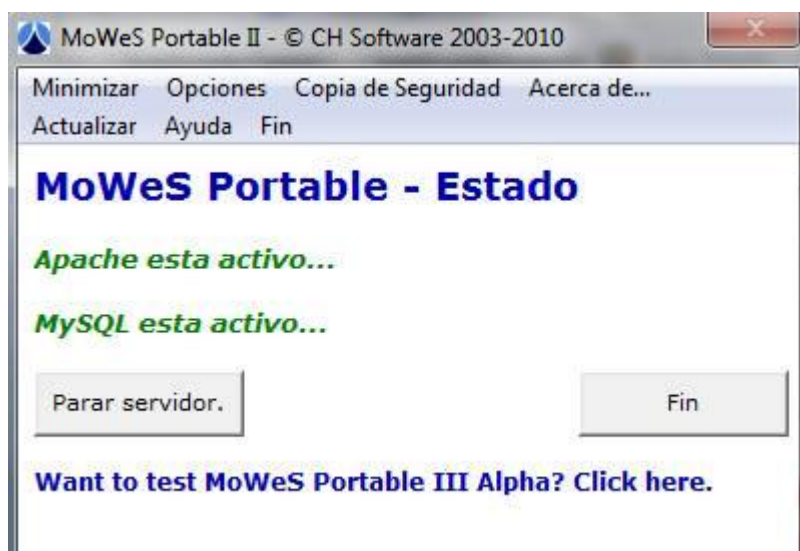 MoWeS Portable II - © CH Software 2003-2010
Minimizar Opciones Copia de Seguridad Acerca de...
Actualizar Ayuda Fin
MoWeS Portable - Estado
Apache esta activo...
MySQL esta activo...
Parar servidor. Fin
Want to test MoWeS Portable III Alpha? Click here.